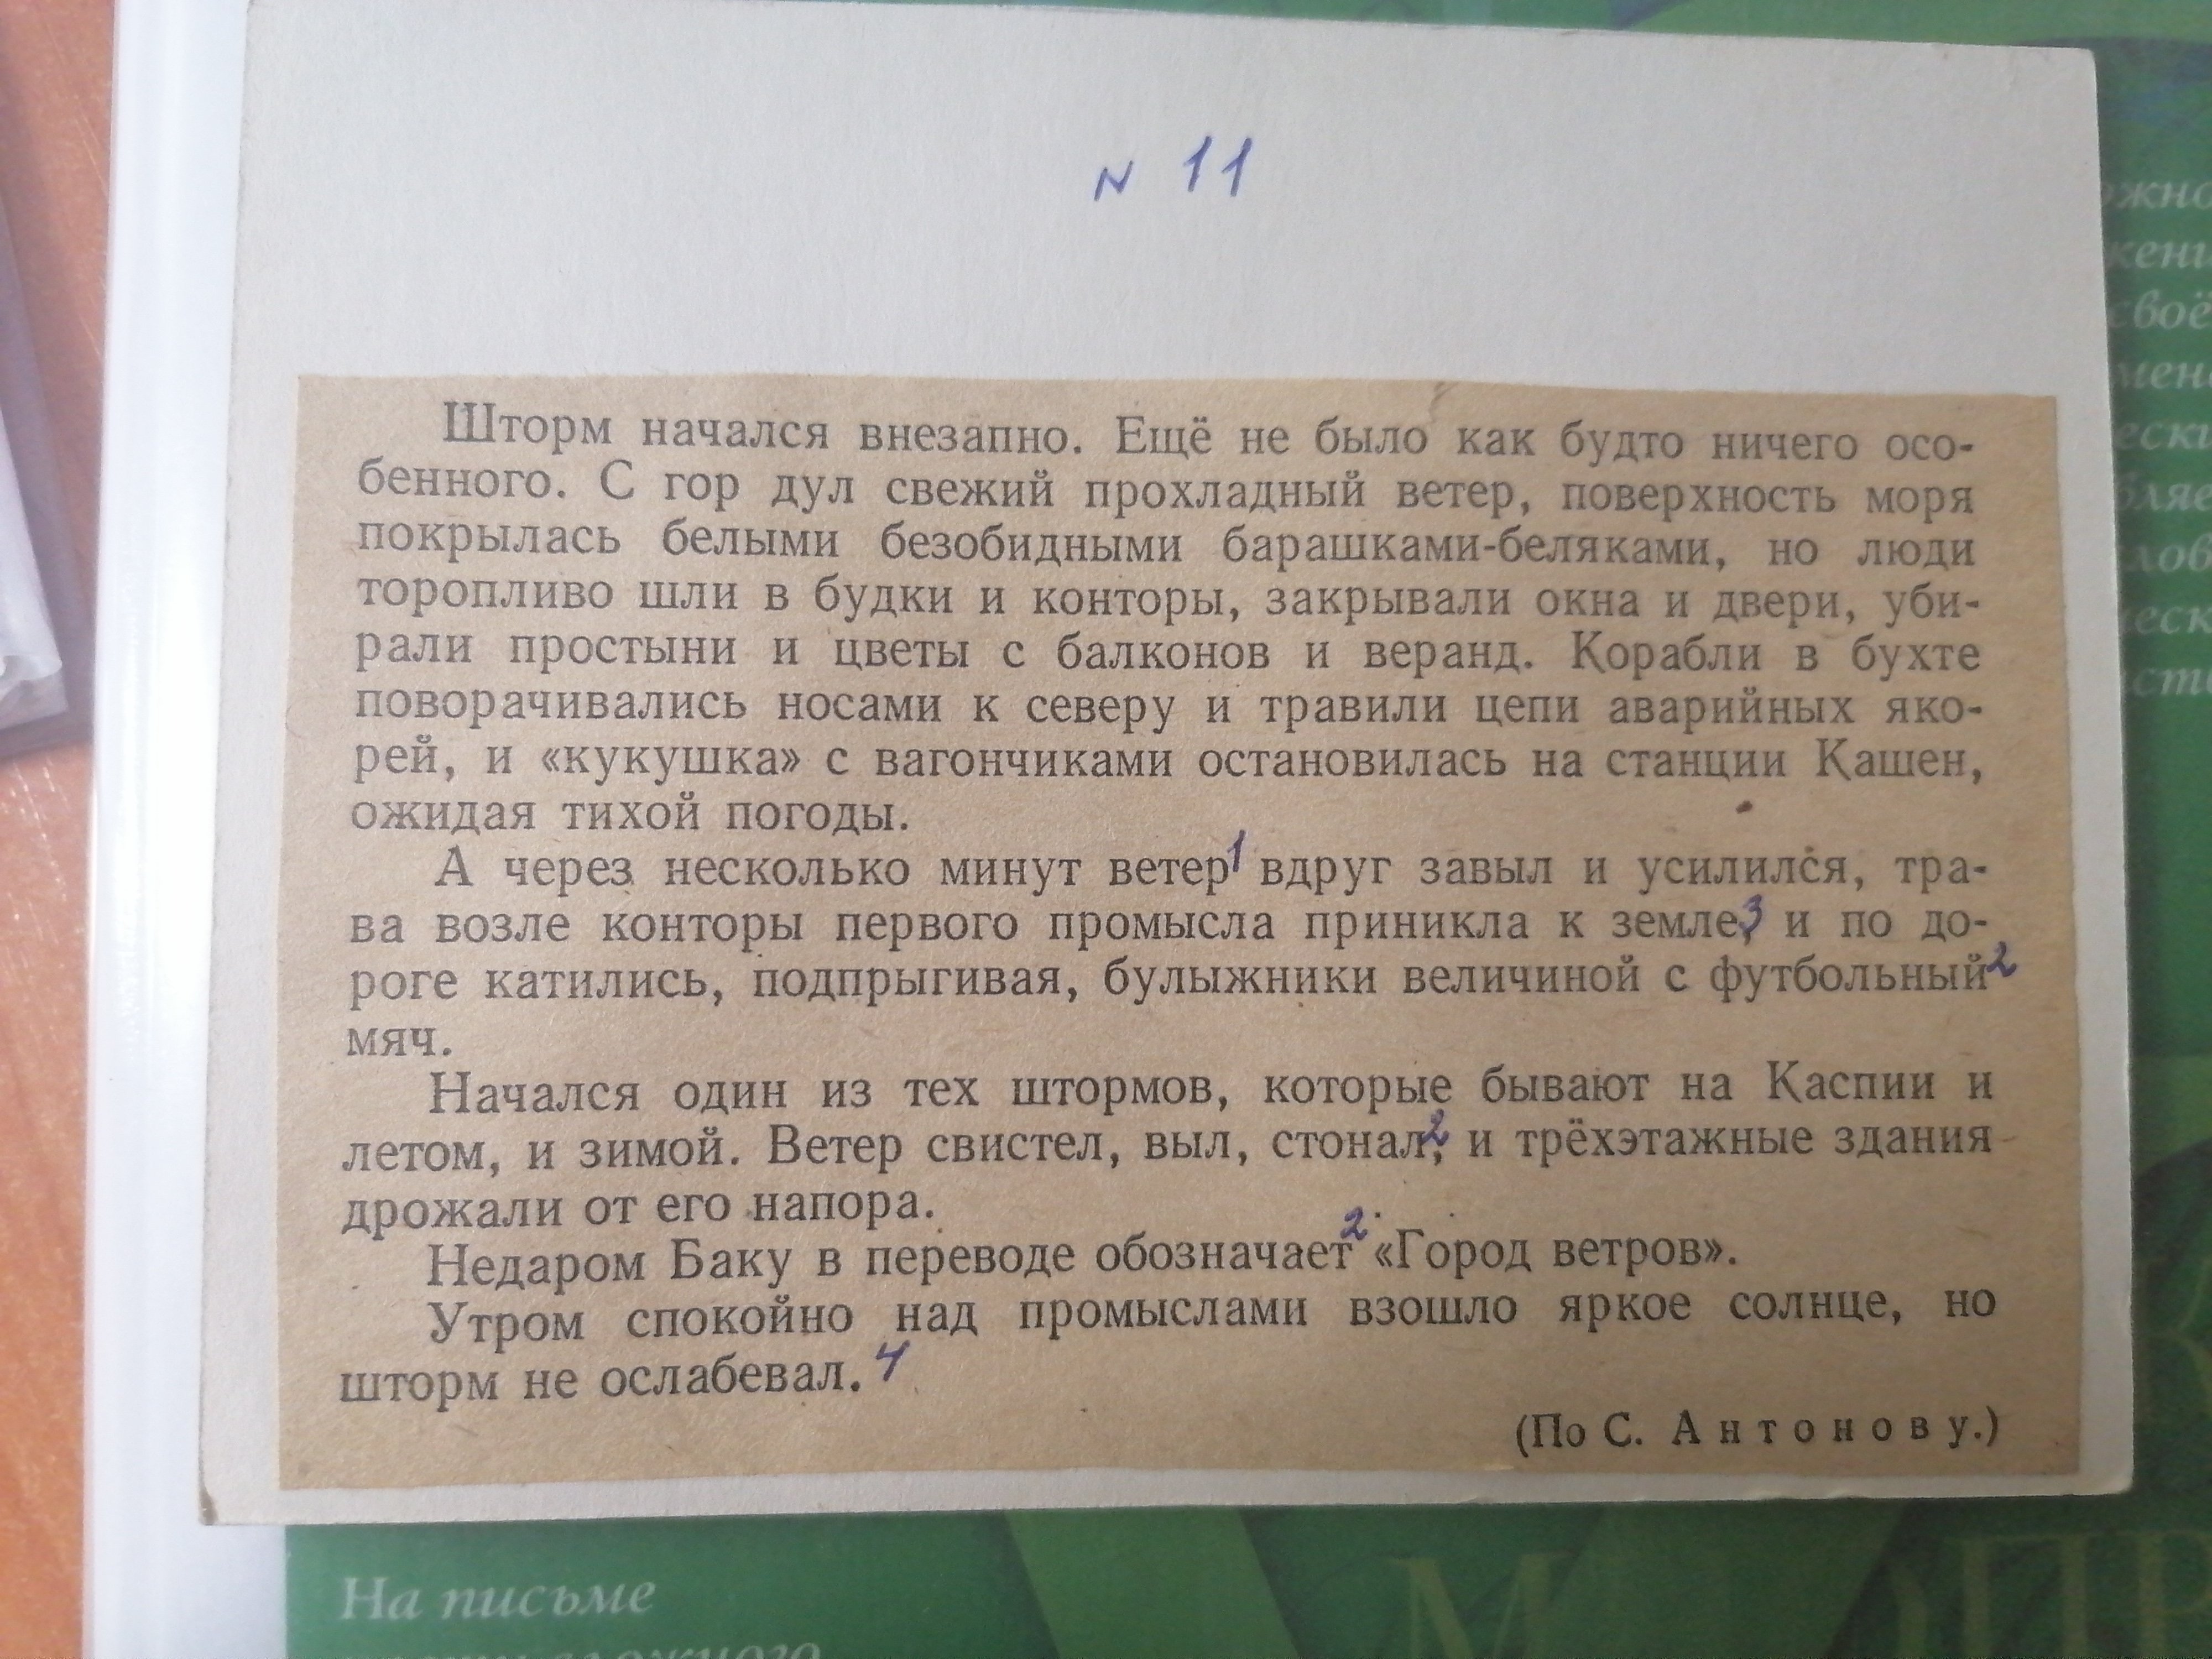 N 11
Шторм начался внезапно. Ещё не было как будто ничего осо-
бенного. С гор дул свежий прохладный ветер, поверхность моря
покрылась белыми безобидными барашками-беляками, но люди
торопливо шли в будки и конторы, закрывали окна и двери, уби-
рали простыни и цветы с балконов и веранд. Корабли в бухте
поворачивались носами к северу и травили цепи аварийных яко-
рей, и «кукушка» с вагончиками остановилась на станции Кашен,
ожидая тихой погоды.
А через несколько минут ветер 1 вдруг завыл и усилился, тра-
ва возле конторы первого промысла приникла к земле, 3 и по до-
роге катились, подпрыгивая, булыжники величиной с футбольный 2
мяч.
Начался один из тех штормов, которые бывают на Каспии и
летом, и зимой. Ветер свистел, выл, стонал, 2 и трёхэтажные здания
дрожали от его напора.
Недаром Баку в переводе обозначает 2 «Город ветров».
Утром спокойно над промыслами взошло яркое солнце, но
шторм не ослабевал. 4
(По С. Антонову.)
На письме